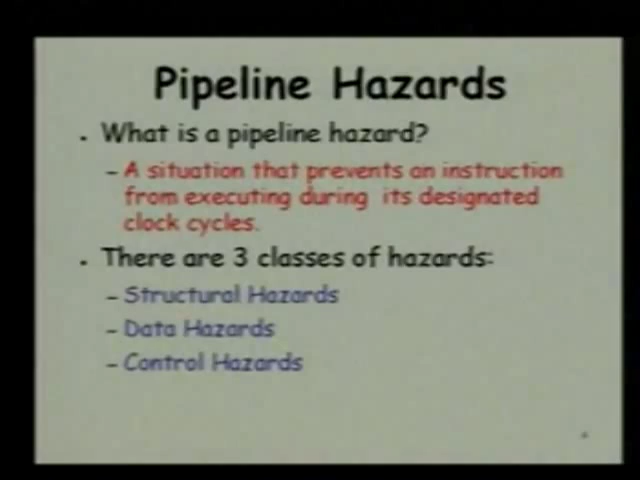 Pipeline Hazards
• What is a pipeline hazard?
– A situation that prevents an instruction
from executing during its designated
clock cycles.
• There are 3 classes of hazards:
– Structural Hazards
– Data Hazards
– Control Hazards